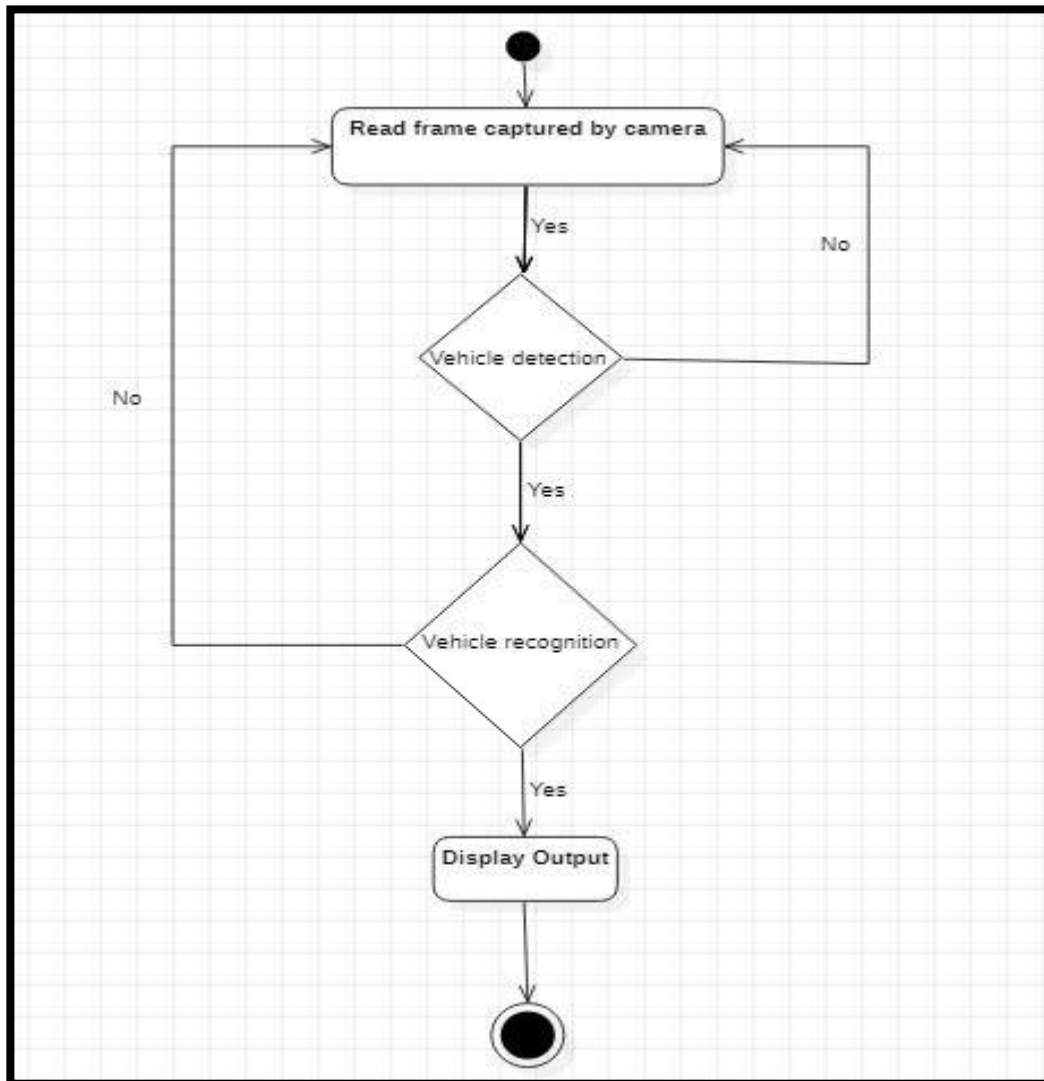 Read frame captured by camera
Yes
No
Vehicle detection
No
Yes
Vehicle recognition
Yes
Display Output